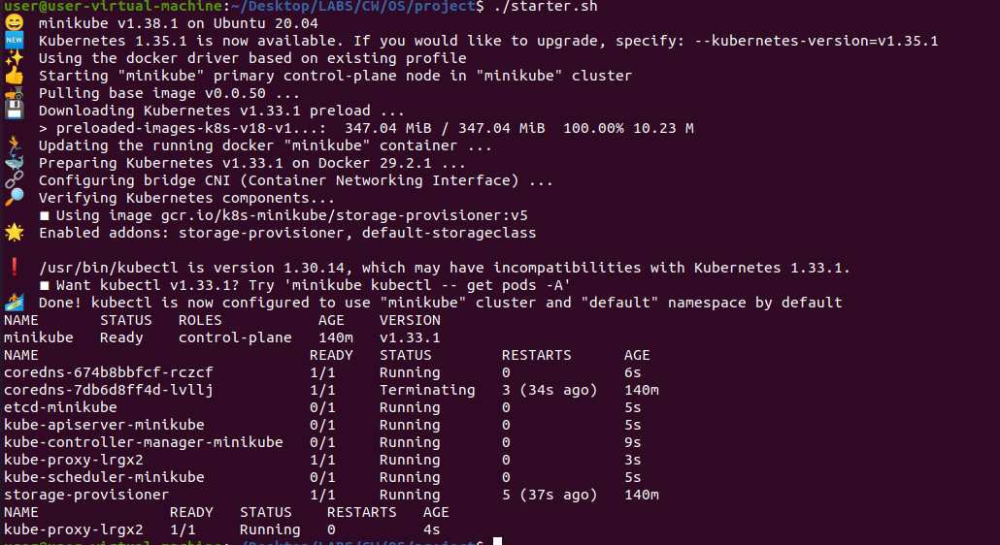 user@user-virtual-machine:~/Desktop/LABS/CW/OS/project$ ./starter.sh
minikube v1.38.1 on Ubuntu 20.04
NEW Kubernetes 1.35.1 is now available. If you would like to upgrade, specify: --kubernetes-version=v1.35.1
Using the docker driver based on existing profile
Starting "minikube" primary control-plane node in "minikube" cluster
Pulling base image v0.0.50 ...
Downloading Kubernetes v1.33.1 preload ...
> preloaded-images-k8s-v18-v1...:  347.04 MiB / 347.04 MiB  100.00% 10.23 M
Updating the running docker "minikube" container ...
Preparing Kubernetes v1.33.1 on Docker 29.2.1 ...
Configuring bridge CNI (Container Networking Interface) ...
Verifying Kubernetes components...
■ Using image gcr.io/k8s-minikube/storage-provisioner:v5
Enabled addons: storage-provisioner, default-storageclass
❗ /usr/bin/kubectl is version 1.30.14, which may have incompatibilities with Kubernetes 1.33.1.
■ Want kubectl v1.33.1? Try 'minikube kubectl -- get pods -A'
Done! kubectl is now configured to use "minikube" cluster and "default" namespace by default
NAME       STATUS   ROLES           AGE    VERSION
minikube   Ready    control-plane   140m   v1.33.1
NAME                               READY   STATUS        RESTARTS      AGE
coredns-674b8bbfcf-rczcf           1/1     Running       0             6s
coredns-7db6d8ff4d-lvllj           1/1     Terminating   3 (34s ago)   140m
etcd-minikube                      0/1     Running       0             5s
kube-apiserver-minikube            0/1     Running       0             5s
kube-controller-manager-minikube   0/1     Running       0             9s
kube-proxy-lrgx2                   1/1     Running       0             3s
kube-scheduler-minikube            0/1     Running       0             5s
storage-provisioner                1/1     Running       5 (37s ago)   140m
NAME               READY   STATUS    RESTARTS   AGE
kube-proxy-lrgx2   1/1     Running   0          4s
user@user-virtual-machine:~/Desktop/LABS/CW/OS/project$